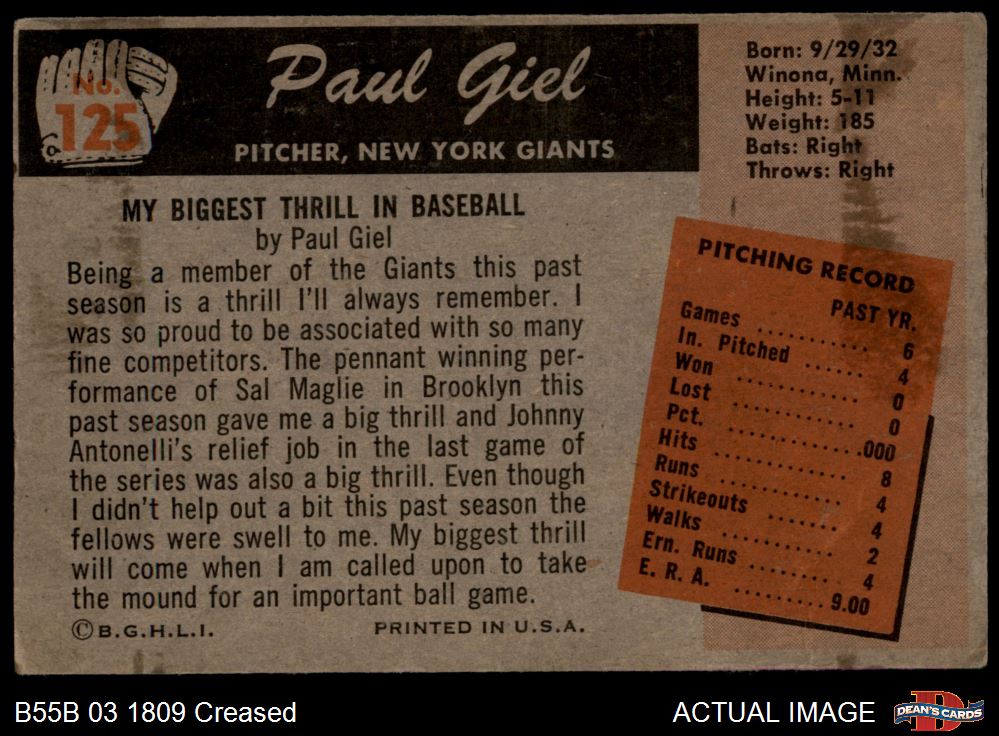 No.
125
Paul Giel
PITCHER, NEW YORK GIANTS
Born: 9/29/32
Winona, Minn.
Height: 5-11
Weight: 185
Bats: Right
Throws: Right
MY BIGGEST THRILL IN BASEBALL
by Paul Giel
Being a member of the Giants this past
season is a thrill I'll always remember. I
was so proud to be associated with so many
fine competitors. The pennant winning per-
formance of Sal Maglie in Brooklyn this
past season gave me a big thrill and Johnny
Antonelli's relief job in the last game of
the series was also a big thrill. Even though
I didn't help out a bit this past season the
fellows were swell to me. My biggest thrill
will come when I am called upon to take
the mound for an important ball game.
©B.G.H.L.I. PRINTED IN U.S.A.
PITCHING RECORD
PAST YR.
Games .......... 6
In. Pitched ...... 4
Won .......... 0
Lost .......... 0
Pct. ...........000
Hits .......... 8
Runs .......... 4
Strikeouts ....... 4
Walks .......... 2
Ern. Runs ........ 4
E. R. A. .........9.00
B55B 03 1809 Creased
ACTUAL IMAGE
DEAN'S CARDS